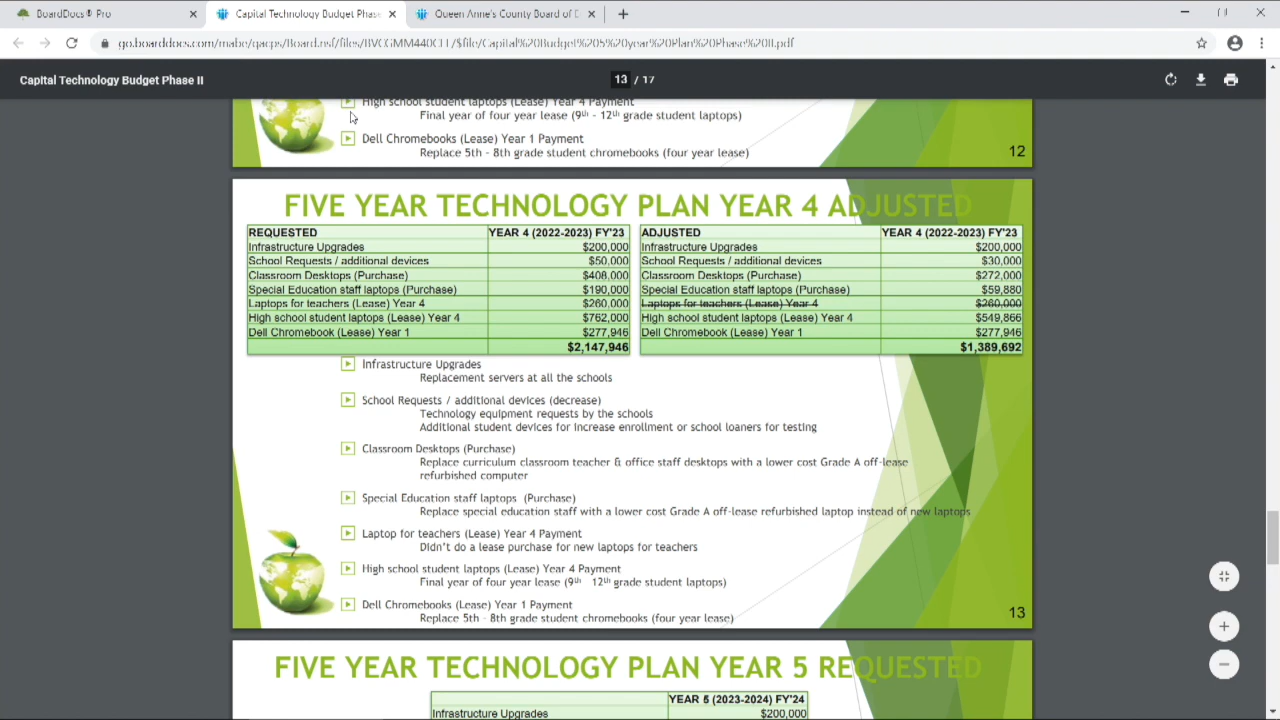 BoardDocs® Pro
Capital Technology Budget Phase
Queen Anne's County Board of E
Capital Technology Budget Phase II
13 / 17
High school student laptops (Lease) Year 4 Payment
Final year of four year lease (9th - 12th grade student laptops)
Dell Chromebooks (Lease) Year 1 Payment
Replace 5th - 8th grade student chromebooks (four year lease)
12
FIVE YEAR TECHNOLOGY PLAN YEAR 4 ADJUSTED
REQUESTED YEAR 4 (2022-2023) FY'23
Infrastructure Upgrades $200,000
School Requests / additional devices $50,000
Classroom Desktops (Purchase) $408,000
Special Education staff laptops (Purchase) $190,000
Laptops for teachers (Lease) Year 4 $260,000
High school student laptops (Lease) Year 4 $762,000
Dell Chromebook (Lease) Year 1 $277,946
$2,147,946
ADJUSTED YEAR 4 (2022-2023) FY'23
Infrastructure Upgrades $200,000
School Requests / additional devices $30,000
Classroom Desktops (Purchase) $272,000
Special Education staff laptops (Purchase) $59,880
Laptops for teachers (Lease) Year 4 $260,000
High school student laptops (Lease) Year 4 $549,866
Dell Chromebook (Lease) Year 1 $277,946
$1,389,692
Infrastructure Upgrades
Replacement servers at all the schools
School Requests / additional devices (decrease)
Technology equipment requests by the schools
Additional student devices for increase enrollment or school loaners for testing
Classroom Desktops (Purchase)
Replace curriculum classroom teacher & office staff desktops with a lower cost Grade A off-lease
refurbished computer
Special Education staff laptops (Purchase)
Replace special education staff with a lower cost Grade A off-lease refurbished laptop instead of new laptops
Laptop for teachers (Lease) Year 4 Payment
Didn't do a lease purchase for new laptops for teachers
High school student laptops (Lease) Year 4 Payment
Final year of four year lease (9th 12th grade student laptops)
Dell Chromebooks (Lease) Year 1 Payment
Replace 5th - 8th grade student chromebooks (four year lease)
13
FIVE YEAR TECHNOLOGY PLAN YEAR 5 REQUESTED
YEAR 5 (2023-2024) FY'24
Infrastructure Upgrades $200,000